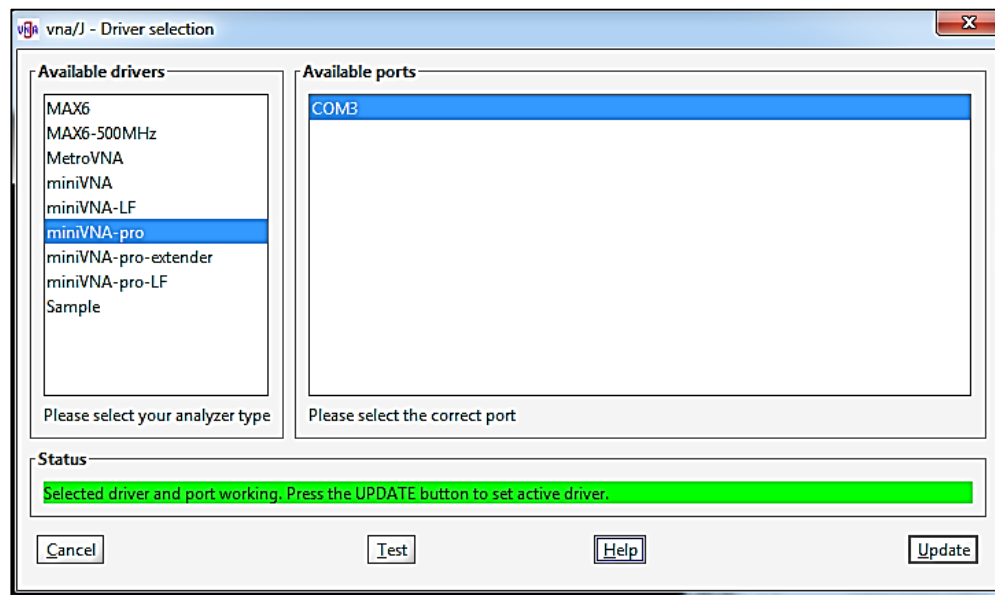 VNA vna/J - Driver selection
X
Available drivers
MAX6
MAX6-500MHz
MetroVNA
miniVNA
miniVNA-LF
miniVNA-pro
miniVNA-pro-extender
miniVNA-pro-LF
Sample
Please select your analyzer type
Available ports
COM3
Please select the correct port
Status
Selected driver and port working. Press the UPDATE button to set active driver.
Cancel
Test
Help
Update